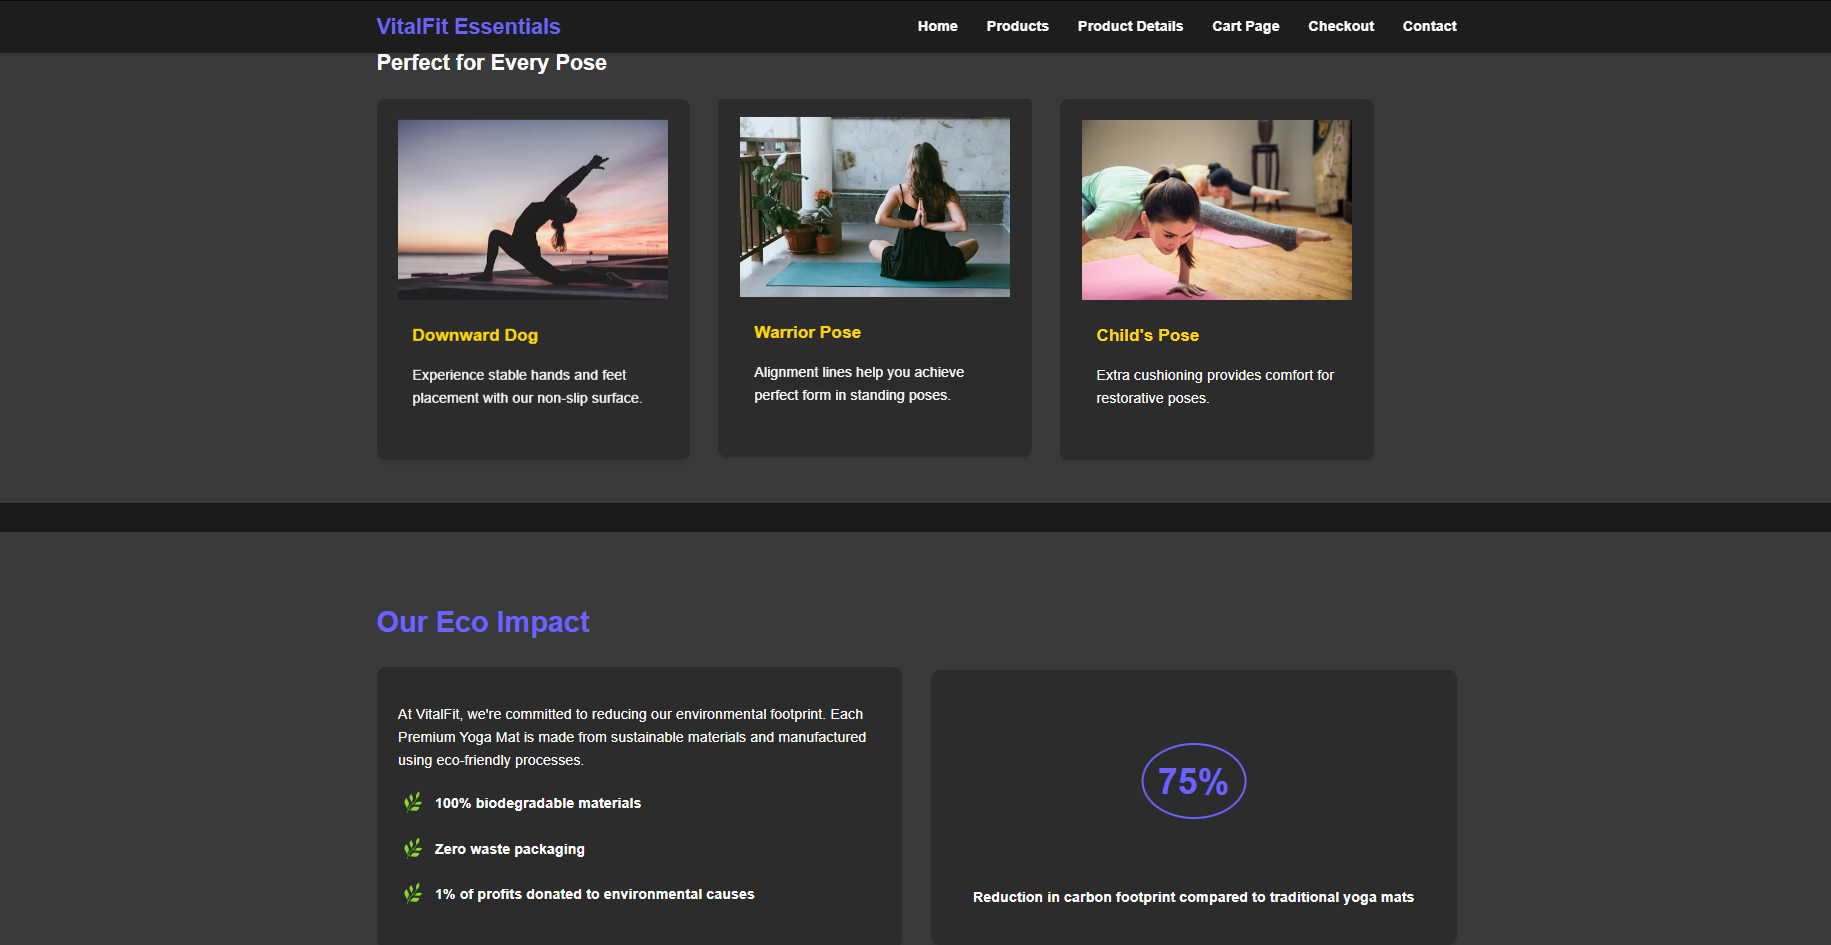 VitalFit Essentials
Home
Products
Product Details
Cart Page
Checkout
Contact
Perfect for Every Pose
Downward Dog
Experience stable hands and feet
placement with our non-slip surface.
Warrior Pose
Alignment lines help you achieve
perfect form in standing poses.
Child's Pose
Extra cushioning provides comfort for
restorative poses.
Our Eco Impact
At VitalFit, we're committed to reducing our environmental footprint. Each
Premium Yoga Mat is made from sustainable materials and manufactured
using eco-friendly processes.
100% biodegradable materials
Zero waste packaging
1% of profits donated to environmental causes
75%
Reduction in carbon footprint compared to traditional yoga mats